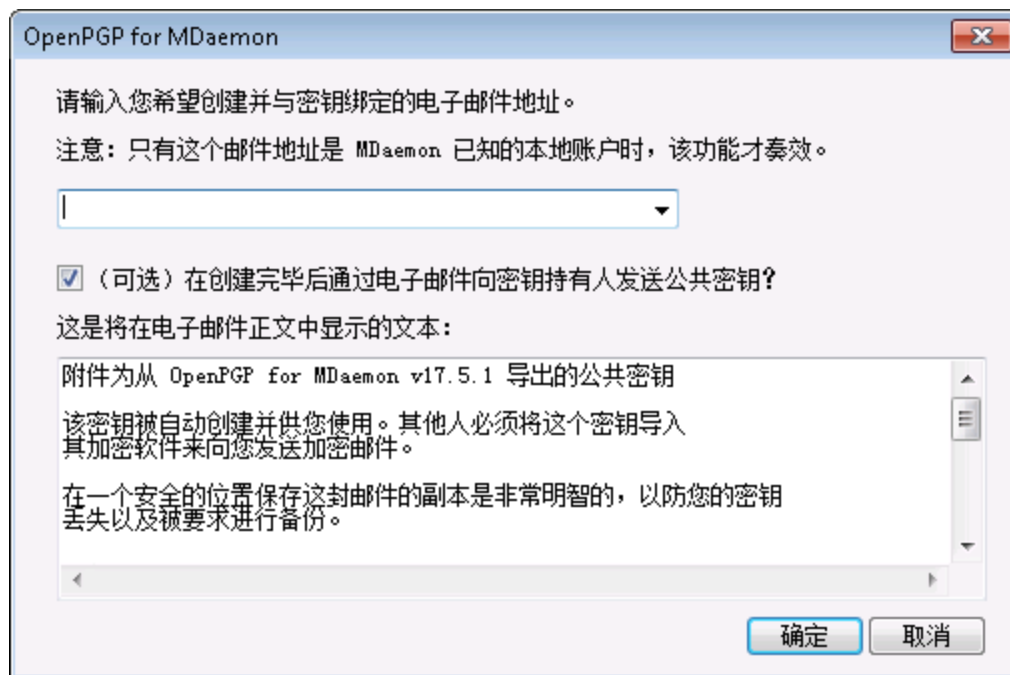 OpenPGP for MDaemon
请输入您希望创建并与密钥绑定的电子邮件地址。
注意：只有这个邮件地址是 MDaemon 已知的本地账户时，该功能才奏效。
（可选）在创建完毕后通过电子邮件向密钥持有人发送公共密钥？
这是将在电子邮件正文中显示的文本：
附件为从 OpenPGP for MDaemon v17.5.1 导出的公共密钥
该密钥被自动创建并供您使用。其他人必须将这个密钥导入
其加密软件来向您发送加密邮件。
在一个安全的位置保存这封邮件的副本是非常明智的，以防您的密钥
丢失以及被要求进行备份。
确定
取消